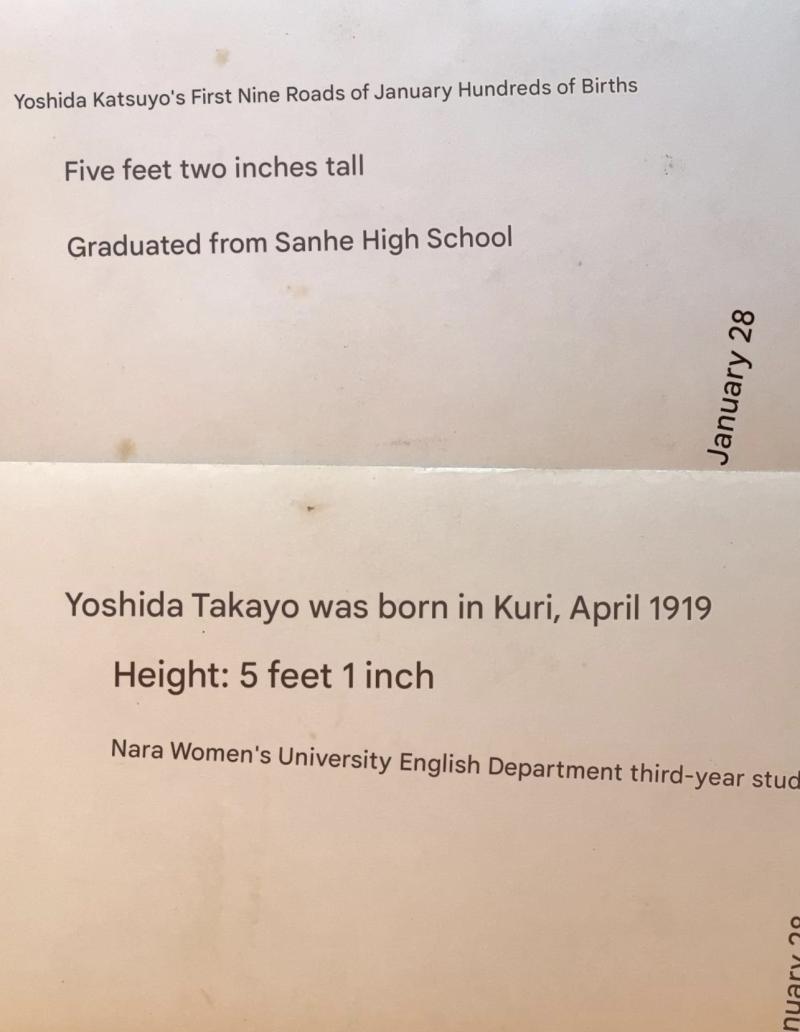 Yoshida Katsuyo's First Nine Roads of January Hundreds of Births
Five feet two inches tall
Graduated from Sanhe High School
January 28
Yoshida Takayo was born in Kuri, April 1919
Height: 5 feet 1 inch
Nara Women's University English Department third-year stud
nuary 28